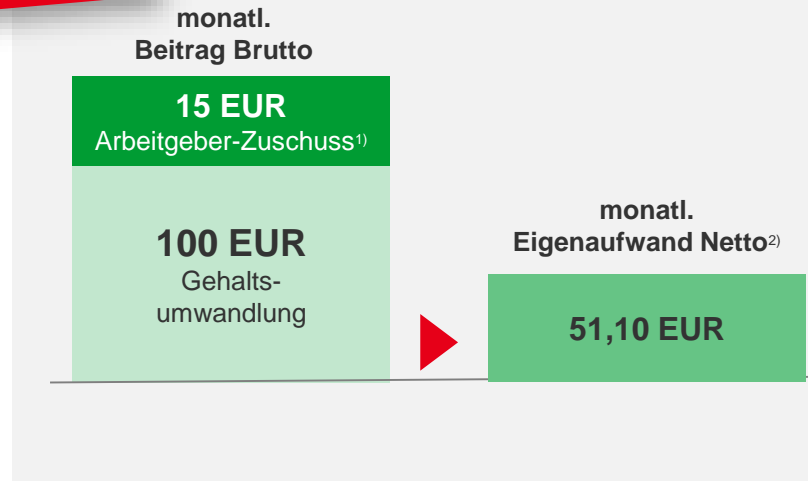 monatl.
Beitrag Brutto
15 EUR
Arbeitgeber-Zuschuss1)
100 EUR
Gehalts-
umwandlung
monatl.
Eigenaufwand Netto2)
51,10 EUR